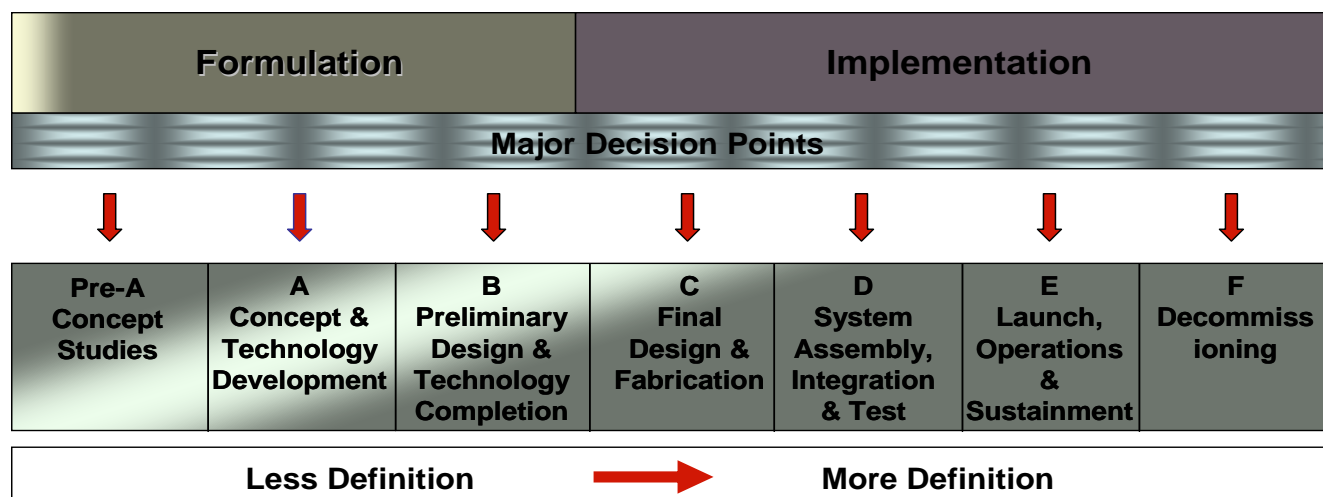 Formulation
Implementation
Major Decision Points
Pre-A
Concept
Studies
A
Concept &
Technology
Development
B
Preliminary
Design &
Technology
Completion
C
Final
Design &
Fabrication
D
System
Assembly,
Integration
& Test
E
Launch,
Operations
&
Sustainment
F
Decommiss
ioning
Less Definition
More Definition